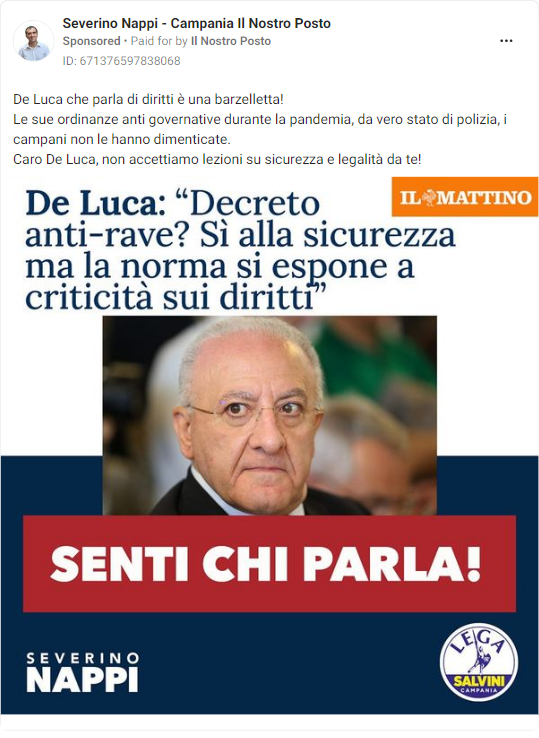 Severino Nappi - Campania Il Nostro Posto
Sponsored • Paid for by Il Nostro Posto
ID: 671376597838068
De Luca che parla di diritti è una barzelletta!
Le sue ordinanze anti governative durante la pandemia, da vero stato di polizia, i
campani non le hanno dimenticate.
Caro De Luca, non accettiamo lezioni su sicurezza e legalità da te!
IL MATTINO
De Luca: “Decreto
anti-rave? Sì alla sicurezza
ma la norma si espone a
criticità sui diritti”
SENTI CHI PARLA!
SEVERINO
NAPPI
LEGA
SALVINI
CAMPANIA